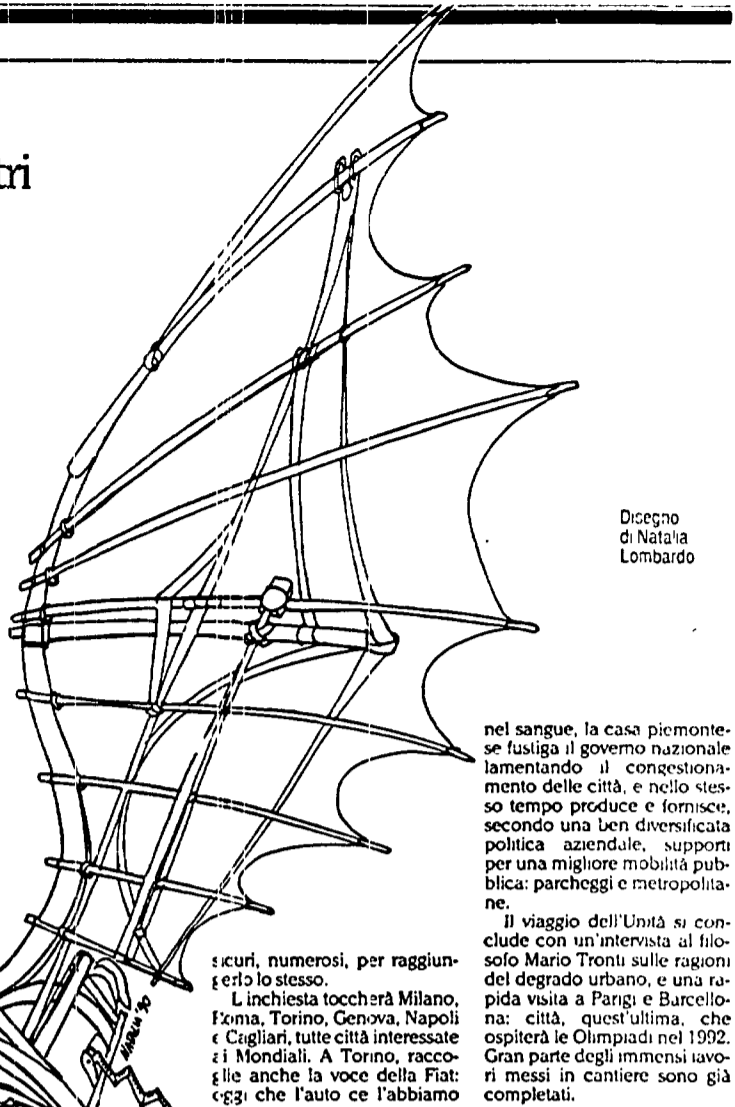 tri
Disegno
di Natalia
Lombardo
sicuri, numerosi, per raggiun-
gerlo lo stesso.
L inchiesta toccherà Milano,
Roma, Torino, Genova, Napoli
e Cagliari, tutte città interessate
ai Mondiali. A Torino, racco-
glie anche la voce della Fiat:
oggi che l'auto ce l'abbiamo
nel sangue, la casa piemonte-
se fustiga il governo nazionale
lamentando il congestiona-
mento delle città, e nello stes-
so tempo produce e fornisce,
secondo una ben diversificata
politica aziendale, supporti
per una migliore mobilità pub-
blica: parcheggi e metropolita-
ne.
Il viaggio dell'Unità si con-
clude con un'intervista al filo-
sofo Mario Tronti sulle ragioni
del degrado urbano, e una ra-
pida visita a Parigi e Barcello-
na: città, quest'ultima, che
ospiterà le Olimpiadi nel 1992.
Gran parte degli immensi lavo-
ri messi in cantiere sono già
completati.